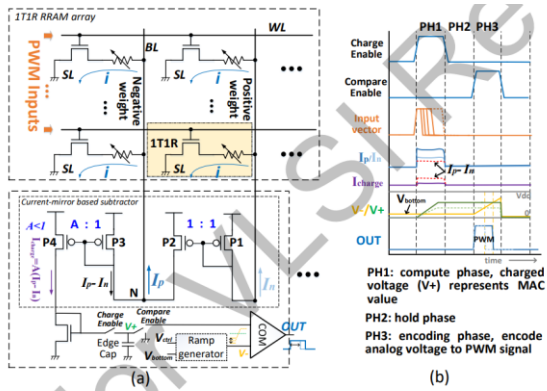 1T1R RRAM array
WL
BL
PWM Inputs
SL
i
Negative weight
SL
i
Positive weight
1T1R
SL
i
SL
i
Current-mirror based subtractor
A<1
A : 1
1 : 1
P4
P3
P2
P1
Ip-In
N
Ip
In
Charge Enable
Compare Enable
V+
Edge Cap
Vctrl
Vbottom
Ramp generator
V-
COM
OUT
(a)
PH1 PH2 PH3
Charge Enable
Compare Enable
Input vector
Ip/In
Ip-In
Icharge
Vbottom
V-/V+
OUT
PWM
time
PH1: compute phase, charged voltage (V+) represents MAC value
PH2: hold phase
PH3: encoding phase, encode analog voltage to PWM signal
(b)
for VLSI Re